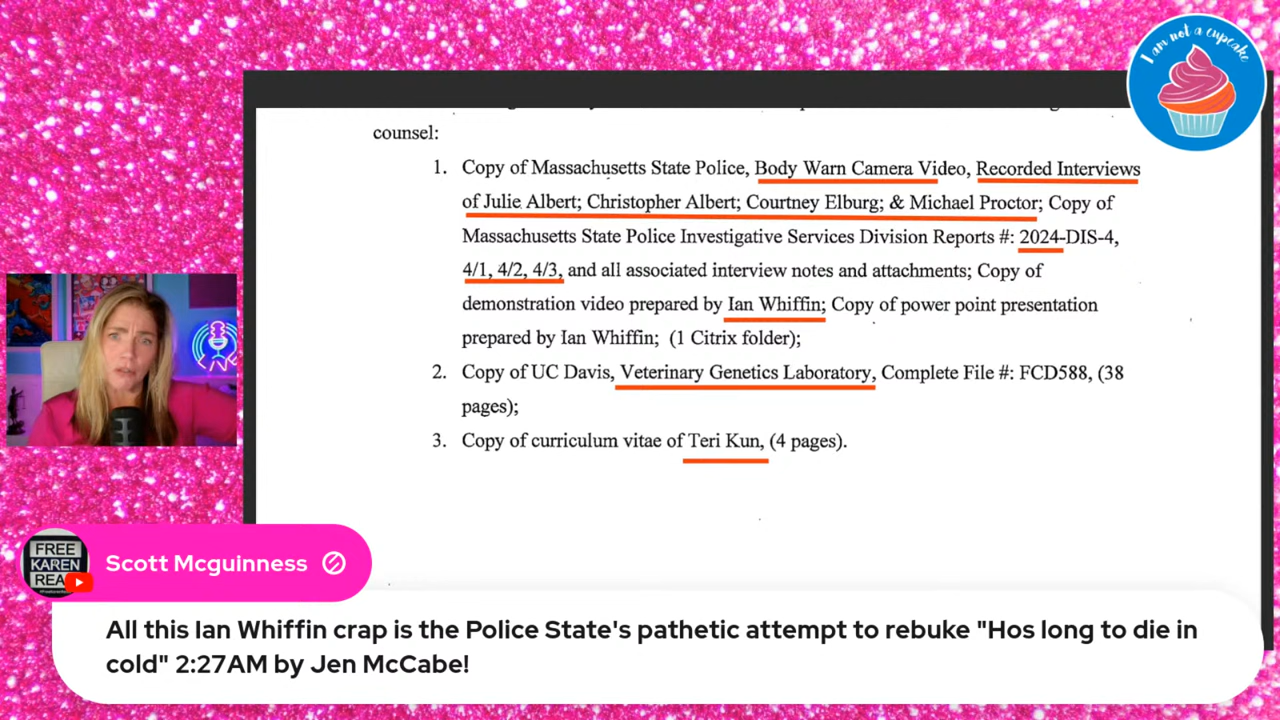 I am not a cupcake
counsel:
1. Copy of Massachusetts State Police, Body Warn Camera Video, Recorded Interviews
of Julie Albert; Christopher Albert; Courtney Elburg; & Michael Proctor; Copy of
Massachusetts State Police Investigative Services Division Reports #: 2024-DIS-4,
4/1, 4/2, 4/3, and all associated interview notes and attachments; Copy of
demonstration video prepared by Ian Whiffin; Copy of power point presentation
prepared by Ian Whiffin; (1 Citrix folder);
2. Copy of UC Davis, Veterinary Genetics Laboratory, Complete File #: FCD588, (38
pages);
3. Copy of curriculum vitae of Teri Kun, (4 pages).
FREE
KAREN
REA
Scott Mcguinness
All this Ian Whiffin crap is the Police State's pathetic attempt to rebuke "Hos long to die in
cold" 2:27AM by Jen McCabe!